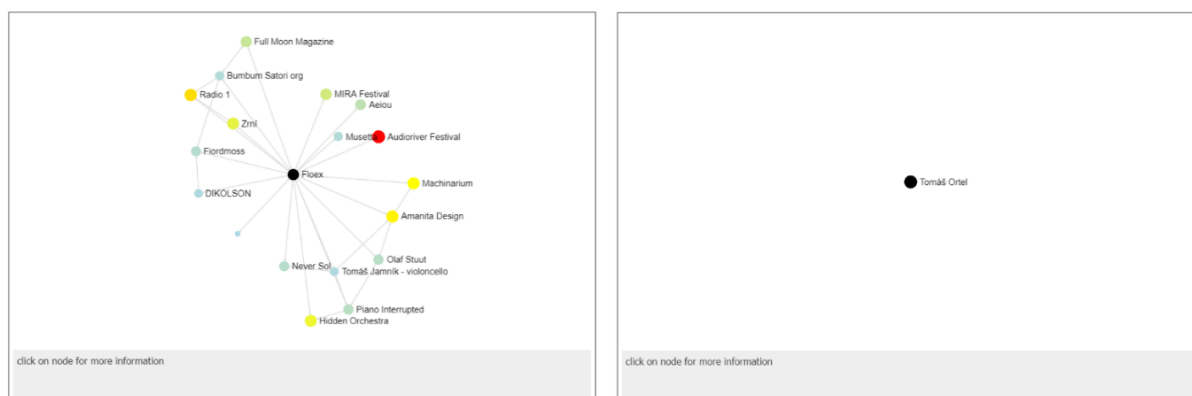 Full Moon Magazine
Bumbum Satori org
Radio 1
MIRA Festival
Aeiou
Zrní
Musetta
Audioriver Festival
Fiordmoss
Floex
Machinarium
DIKOLSON
Amanita Design
Olaf Stuut
Never Sol
Tomáš Jamník - violoncello
Piano Interrupted
Hidden Orchestra
click on node for more information
Tomáš Ortel
click on node for more information